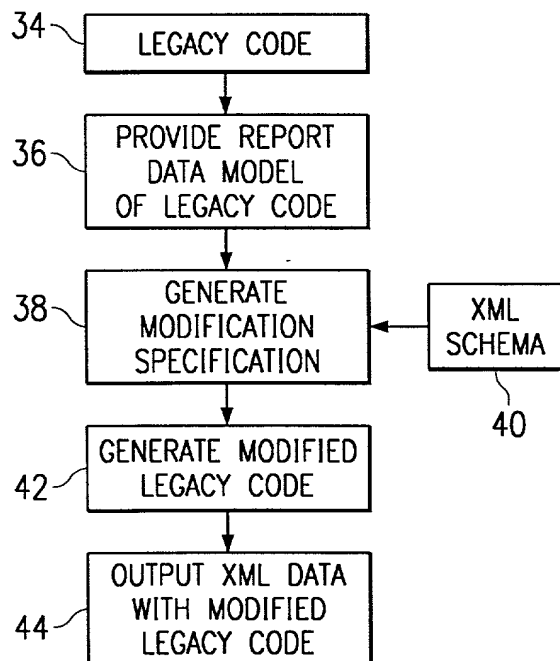 34
LEGACY CODE
36
PROVIDE REPORT
DATA MODEL
OF LEGACY CODE
38
GENERATE
MODIFICATION
SPECIFICATION
XML
SCHEMA
40
42
GENERATE MODIFIED
LEGACY CODE
44
OUTPUT XML DATA
WITH MODIFIED
LEGACY CODE